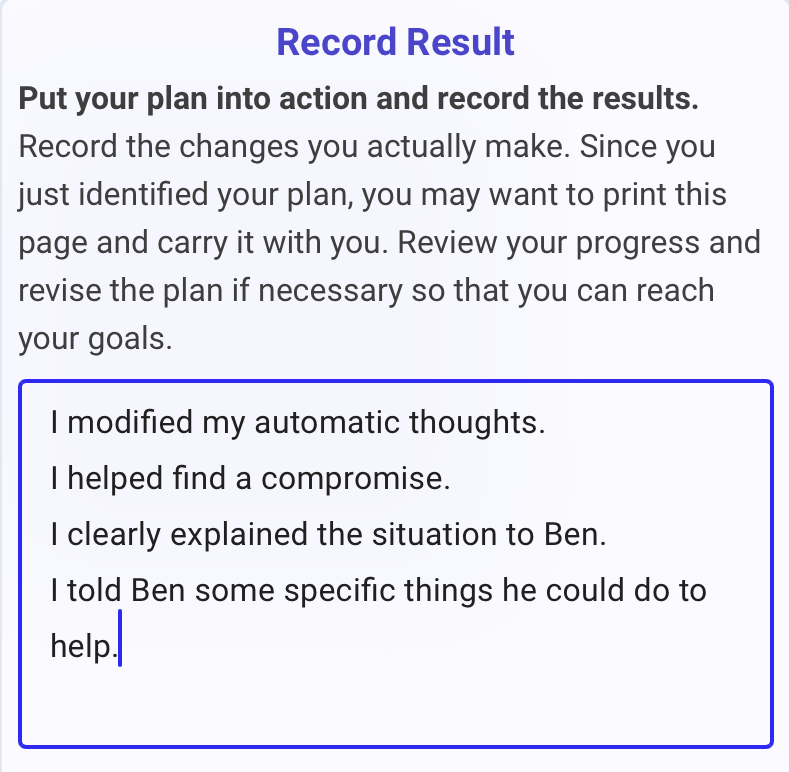 Record Result
Put your plan into action and record the results.
Record the changes you actually make. Since you
just identified your plan, you may want to print this
page and carry it with you. Review your progress and
revise the plan if necessary so that you can reach
your goals.
I modified my automatic thoughts.
I helped find a compromise.
I clearly explained the situation to Ben.
I told Ben some specific things he could do to
help.